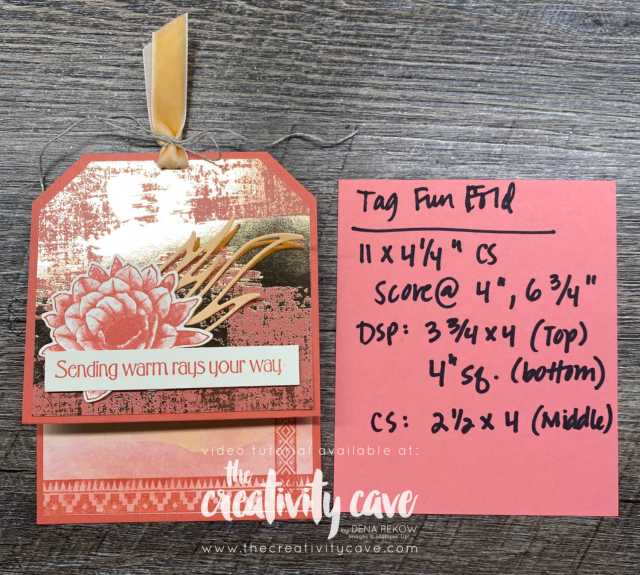 Sending warm rays your way
Tag Fun Fold
11 x 4 1/4" CS
Score @ 4", 6 3/4"
DSP: 3 3/4 x 4 (Top)
4" sq. (bottom)
CS: 2 1/2 x 4 (Middle)
video tutorial available at:
the
creativity cave
by DENA REKOW
www.thecreativitycave.com